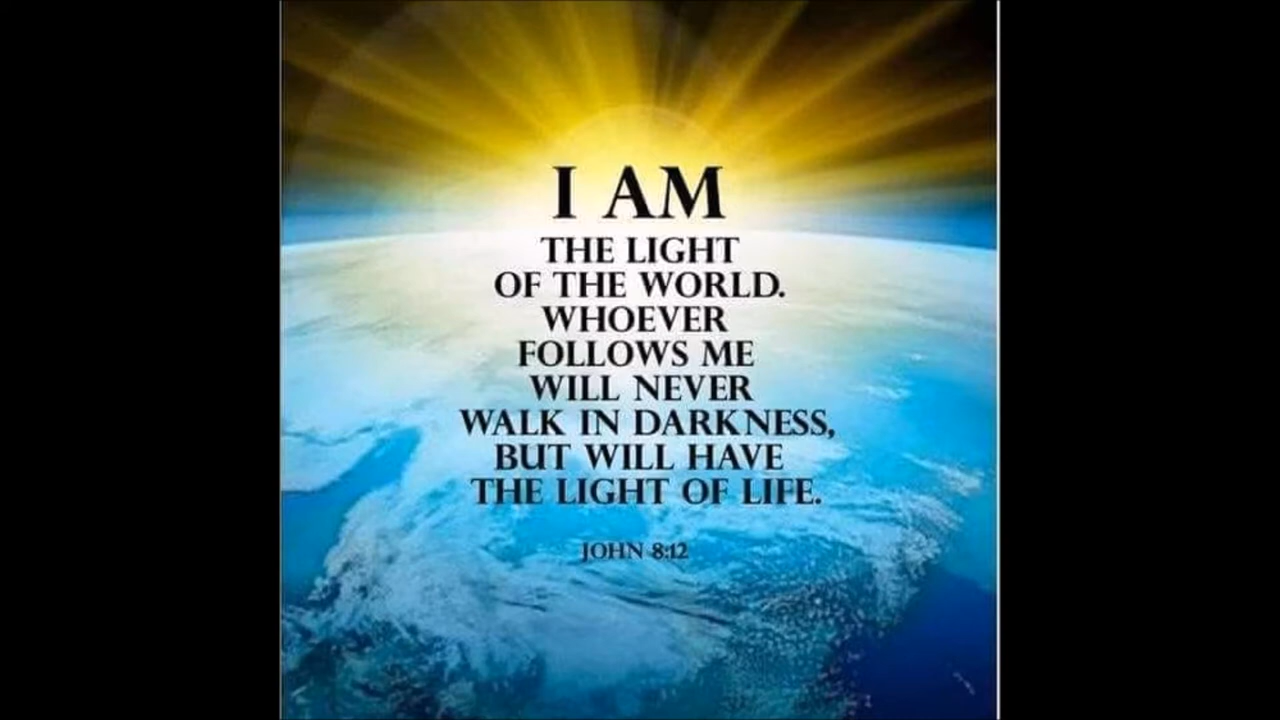 I AM
THE LIGHT
OF THE WORLD.
WHOEVER
FOLLOWS ME
WILL NEVER
WALK IN DARKNESS,
BUT WILL HAVE
THE LIGHT OF LIFE.
JOHN 8:12